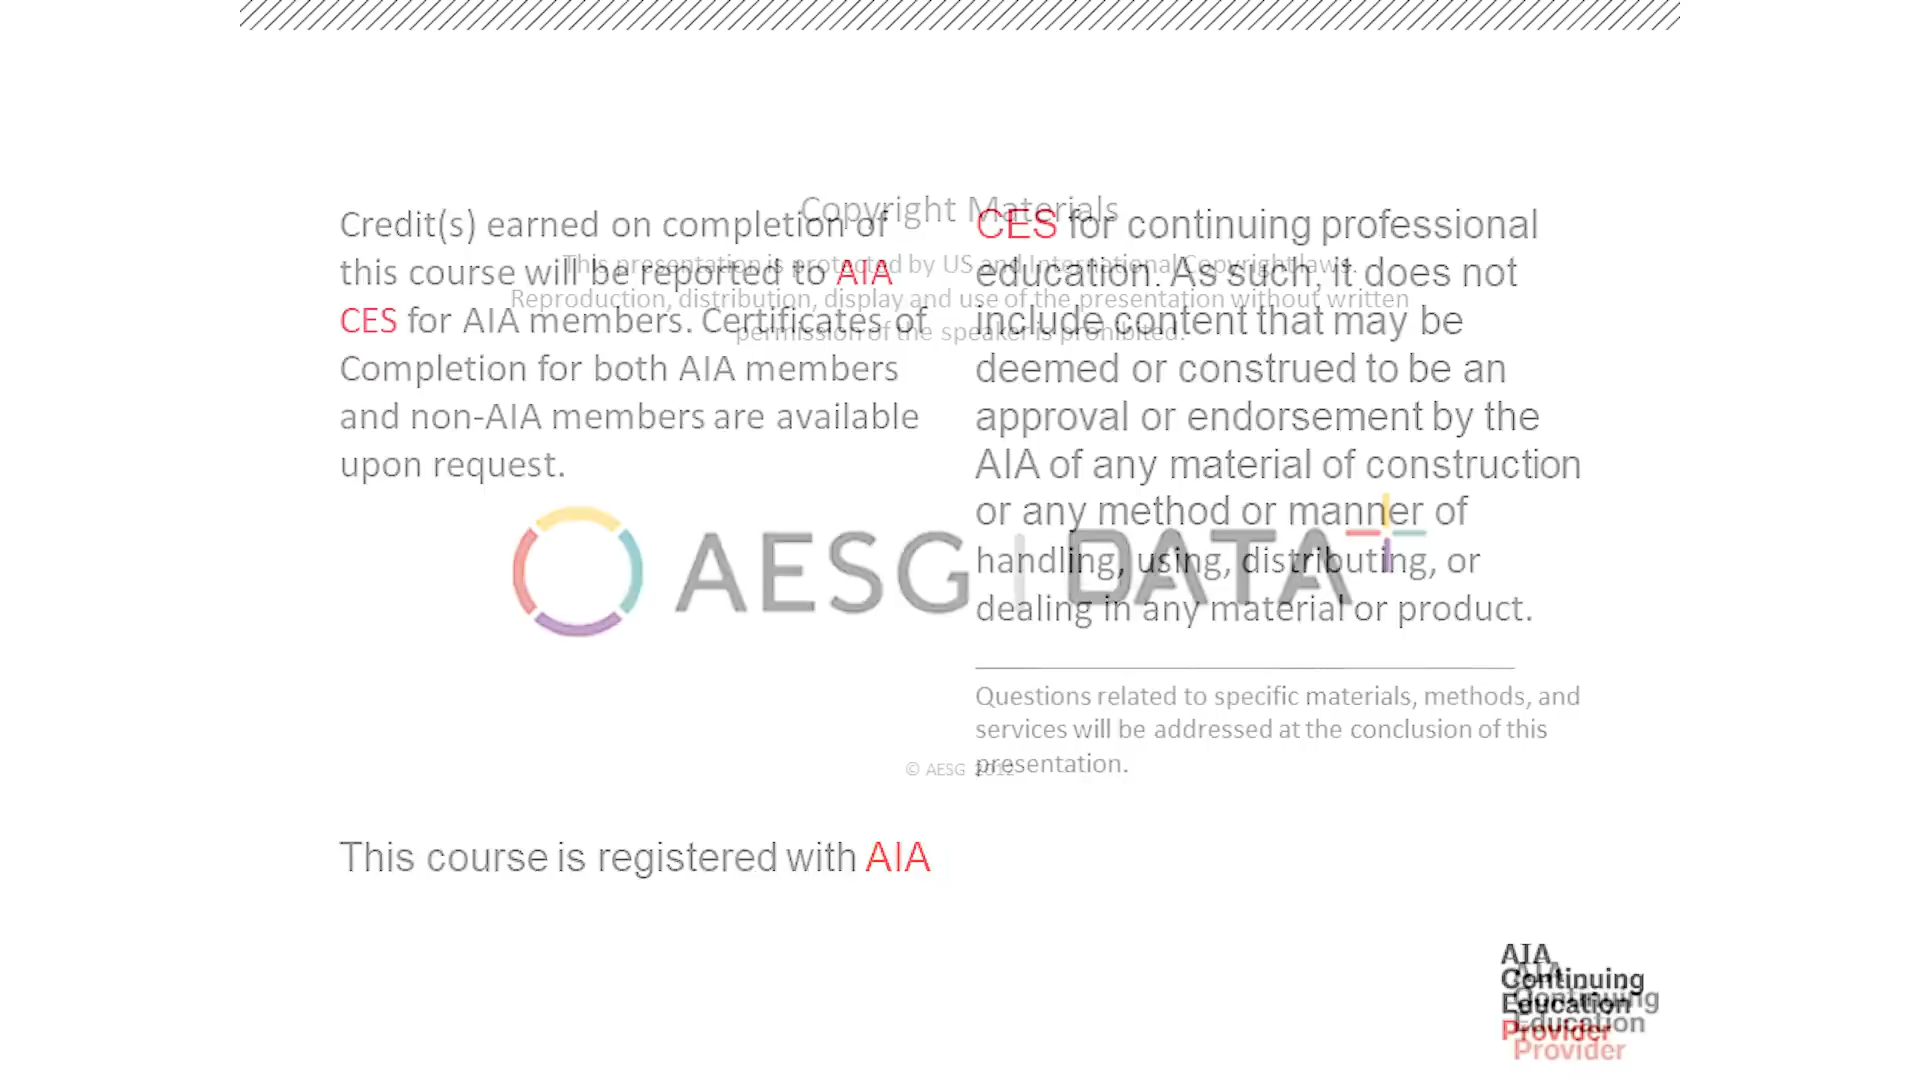 Credit(s) earned on completion of
this course will be reported to AIA
CES for AIA members. Certificates of
Completion for both AIA members
and non-AIA members are available
upon request.
This course is registered with AIA
CES for continuing professional
education. As such, it does not
include content that may be
deemed or construed to be an
approval or endorsement by the
AIA of any material of construction
or any method or manner of
handling, using, distributing, or
dealing in any material or product.
Questions related to specific materials, methods, and
services will be addressed at the conclusion of this
presentation.
Copyright Materials
This presentation is protected by US and International Copyright laws.
Reproduction, distribution, display and use of the presentation without written
permission of the speaker is prohibited.
AESG | DATA
© AESG
AIA
Continuing
Education
Provider
AIA
Continuing
Education
Provider